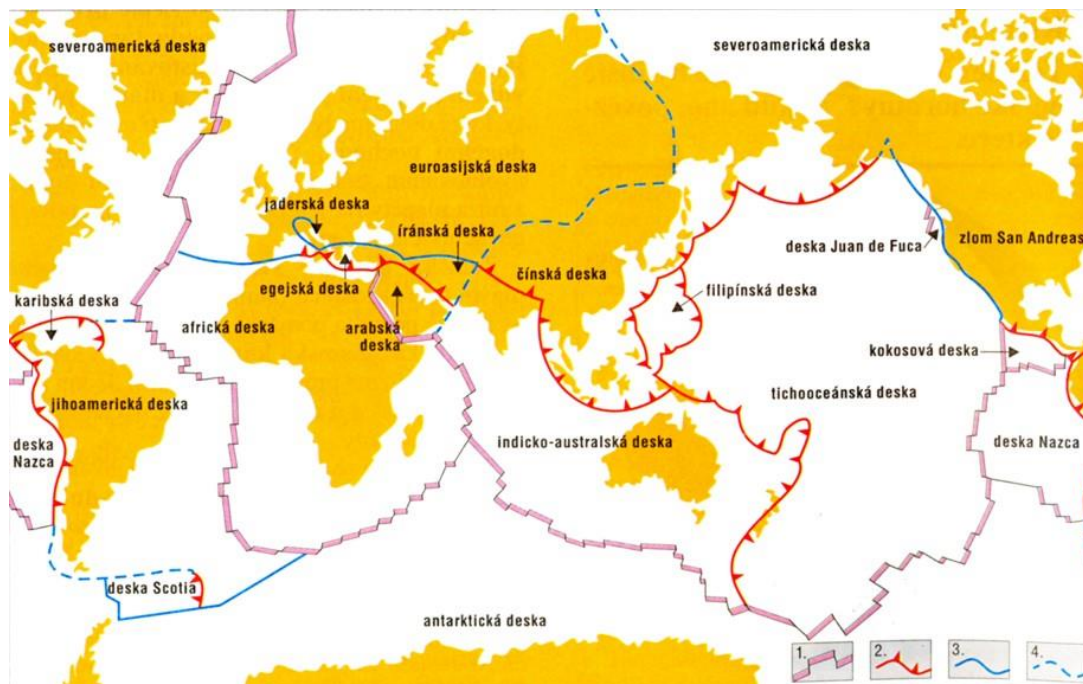 severoamerická deska
severoamerická deska
euroasijská deska
jaderská deska
íránská deska
deska Juan de Fuca
zlom San Andreas
čínská deska
egejská deska
filipínská deska
karibská deska
africká deska
arabská
deska
kokosová deska
jihoamerická deska
tichooceánská deska
deska
Nazca
indicko-australská deska
deska Nazca
deska Scotia
antarktická deska
1.
2.
3.
4.